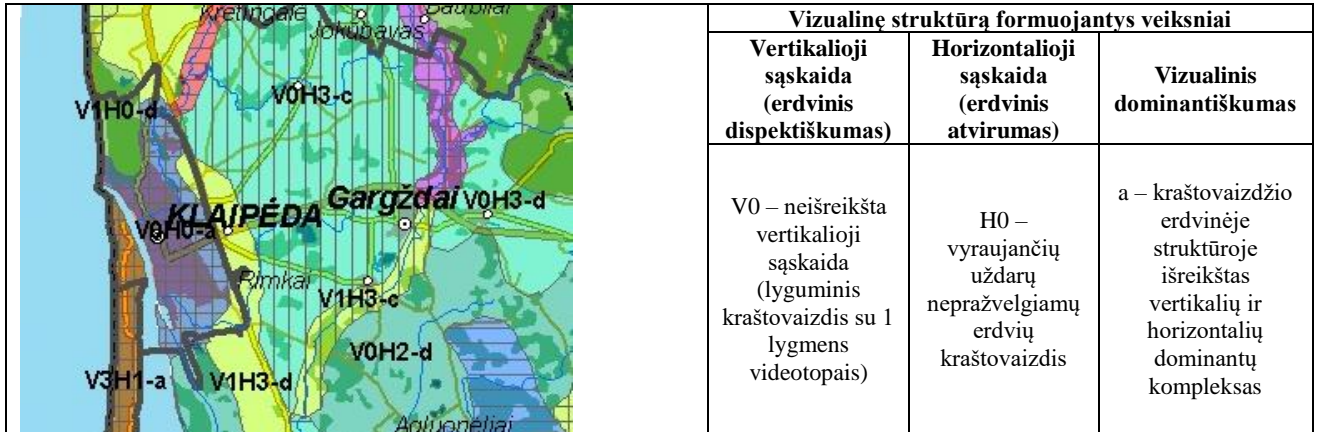 Kretingalė
Jokūbavas
V1H0-d
V0H3-c
KLAIPĖDA
V0H0-a
Gargždai
V0H3-d
Rimkai
V1H3-c
V0H2-d
V3H1-a
V1H3-d
Agluonėliai
Vizualinę struktūrą formuojantys veiksniai
Vertikalioji
sąskaida
(erdvinis
dispektiškumas)
Horizontalioji
sąskaida
(erdvinis
atvirumas)
Vizualinis
dominantiškumas
V0 – neišreikšta
vertikalioji
sąskaida
(lyguminis
kraštovaizdis su 1
lygmens
videotopais)
H0 –
vyraujančių
uždarų
nepražvelgiamų
erdvių
kraštovaizdis
a – kraštovaizdžio
erdvinėje
struktūroje
išreikštas
vertikalių ir
horizontalių
dominantų
kompleksas